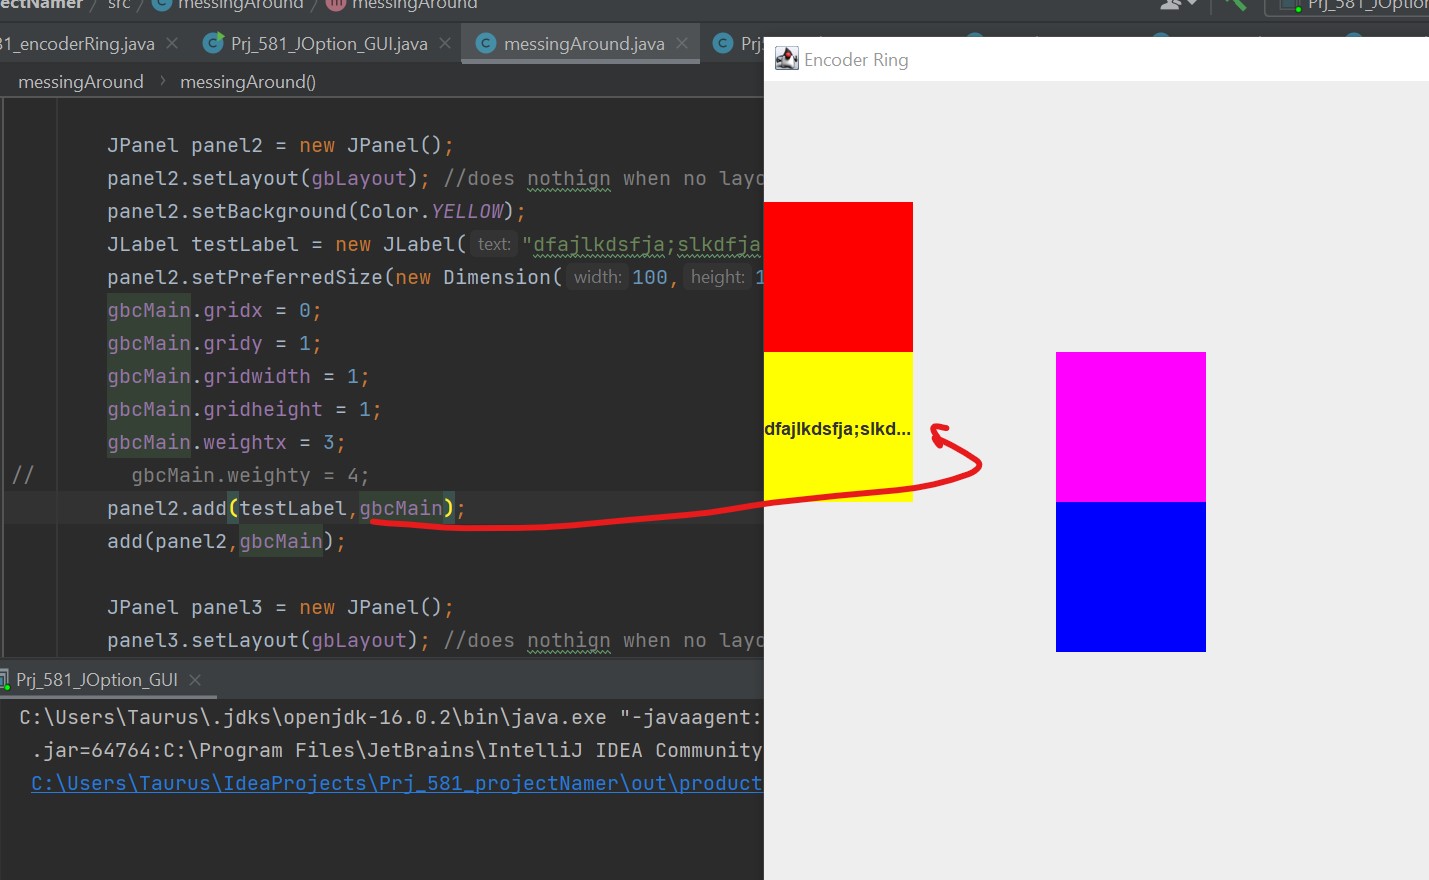 ectNamer / src / messingAround / m messingAround
Prj_581_JOption
31_encoderRing.java × C Prj_581_JOption_GUI.java × C messingAround.java × C Prj
Encoder Ring
messingAround › messingAround()
JPanel panel2 = new JPanel();
panel2.setLayout(gbLayout); //does nothign when no layo
panel2.setBackground(Color.YELLOW);
JLabel testLabel = new JLabel( text: "dfajlkdsfja;slkdfja
panel2.setPreferredSize(new Dimension( width: 100, height: 1
gbcMain.gridx = 0;
gbcMain.gridy = 1;
gbcMain.gridwidth = 1;
gbcMain.gridheight = 1;
gbcMain.weightx = 3;
// gbcMain.weighty = 4;
panel2.add(testLabel,gbcMain);
add(panel2,gbcMain);
JPanel panel3 = new JPanel();
panel3.setLayout(gbLayout); //does nothign when no layo
dfajlkdsfja;slkd...
Prj_581_JOption_GUI ×
C:\Users\Taurus\.jdks\openjdk-16.0.2\bin\java.exe "-javaagent:
.jar=64764:C:\Program Files\JetBrains\IntelliJ IDEA Community
C:\Users\Taurus\IdeaProjects\Prj_581_projectNamer\out\product